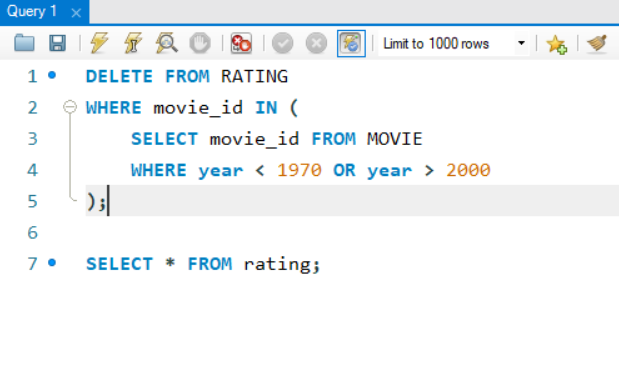 Query 1
Limit to 1000 rows
1 DELETE FROM RATING
2 WHERE movie_id IN (
3 SELECT movie_id FROM MOVIE
4 WHERE year < 1970 OR year > 2000
5 );
6
7 SELECT * FROM rating;